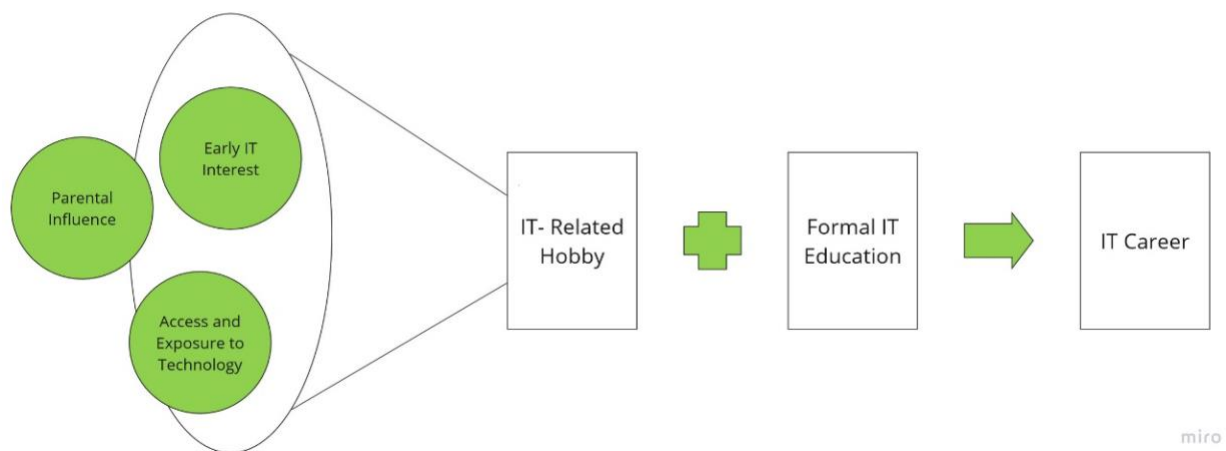 Early IT
Interest
Parental
Influence
Access and
Exposure to
Technology
IT- Related
Hobby
Formal IT
Education
IT Career
miro